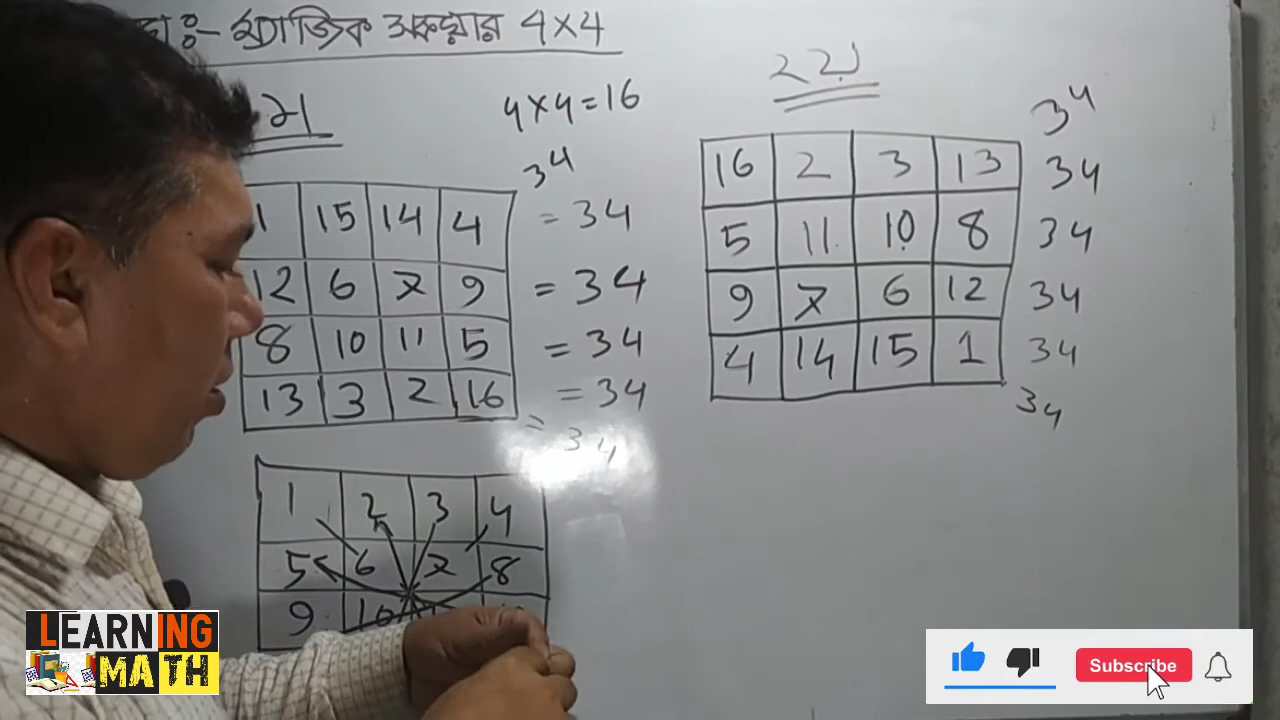 ম্যাজিক স্কয়ার 4×4
4×4=16
34
1 15 14 4 = 34
12 6 7 9 = 34
8 10 11 5 = 34
13 3 2 16 = 34
= 34
1 2 3 4
5 6 7 8
9 10
২য়
34
16 2 3 13 34
5 11 10 8 34
9 7 6 12 34
4 14 15 1 34
34
LEARNING
MATH
Subscribe